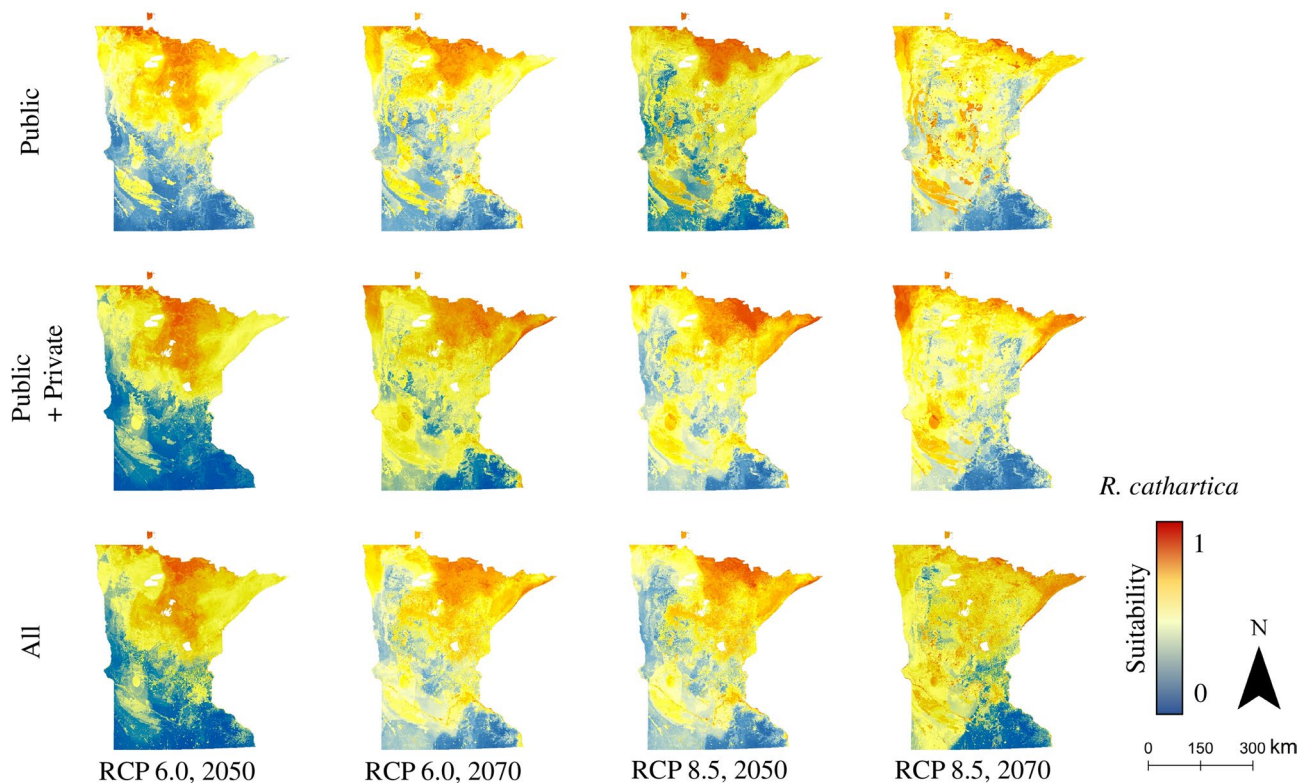 Public
Public
+ Private
All
R. cathartica
Suitability
1
0
N
0 150 300 km
RCP 6.0, 2050
RCP 6.0, 2070
RCP 8.5, 2050
RCP 8.5, 2070